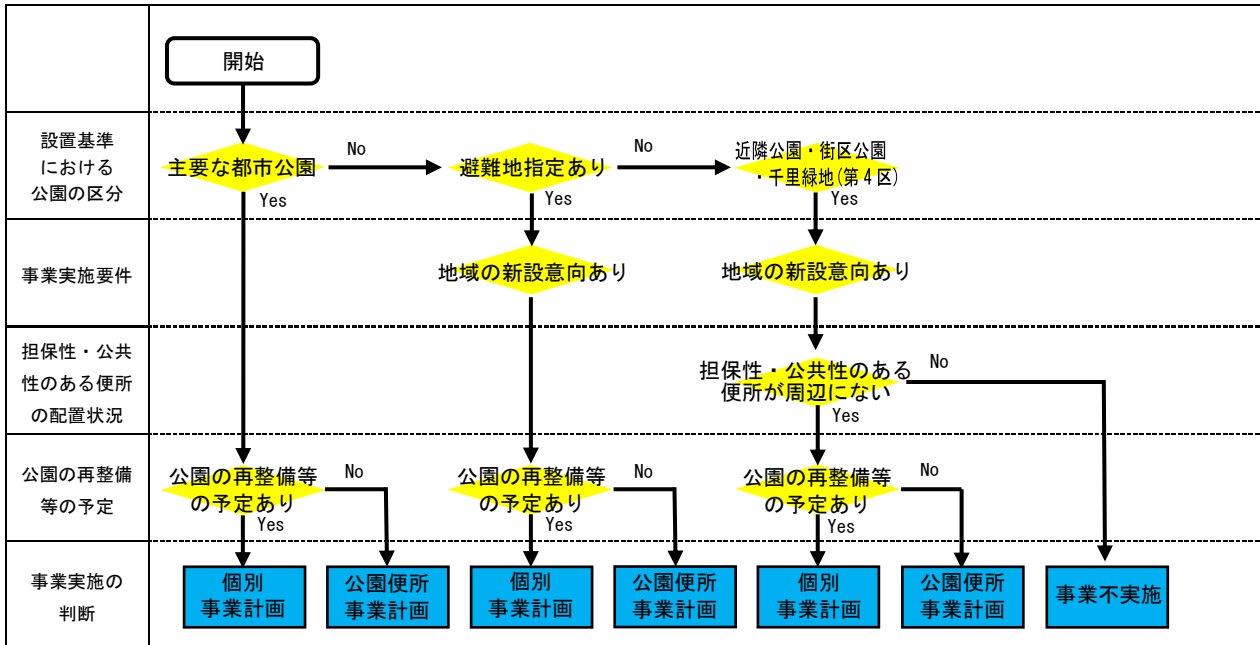 開始
設置基準
における
公園の区分
主要な都市公園
No
避難地指定あり
No
近隣公園・街区公園
・千里緑地(第4区)
Yes
Yes
Yes
事業実施要件
地域の新設意向あり
地域の新設意向あり
担保性・公共
性のある便所
の配置状況
担保性・公共性のある
便所が周辺にない
No
Yes
公園の再整備
等の予定
公園の再整備等
の予定あり
No
Yes
公園の再整備等
の予定あり
No
Yes
公園の再整備等
の予定あり
No
Yes
事業実施の
判断
個別
事業計画
公園便所
事業計画
個別
事業計画
公園便所
事業計画
個別
事業計画
公園便所
事業計画
事業不実施